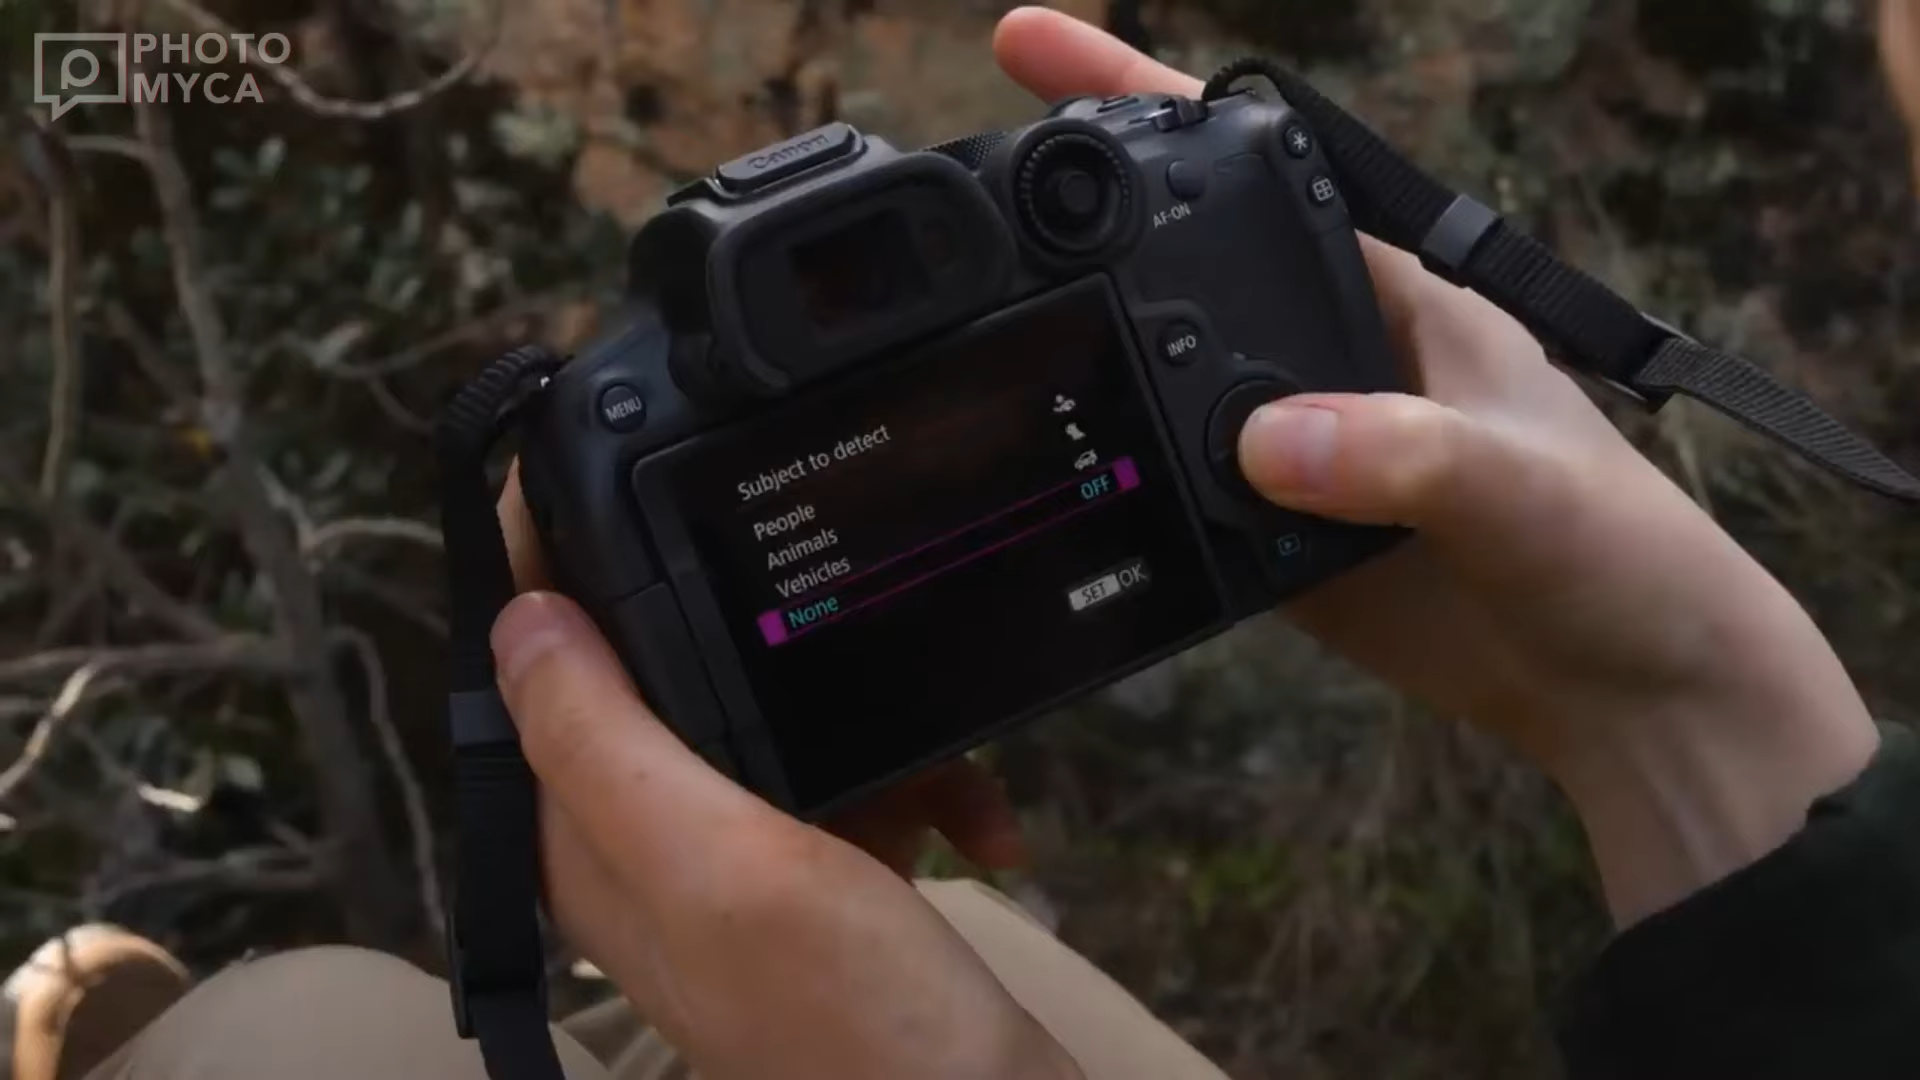 PHOTO
MYCA
Canon
AF-ON
INFO
MENU
Subject to detect
People
Animals
Vehicles
None OFF
SET OK